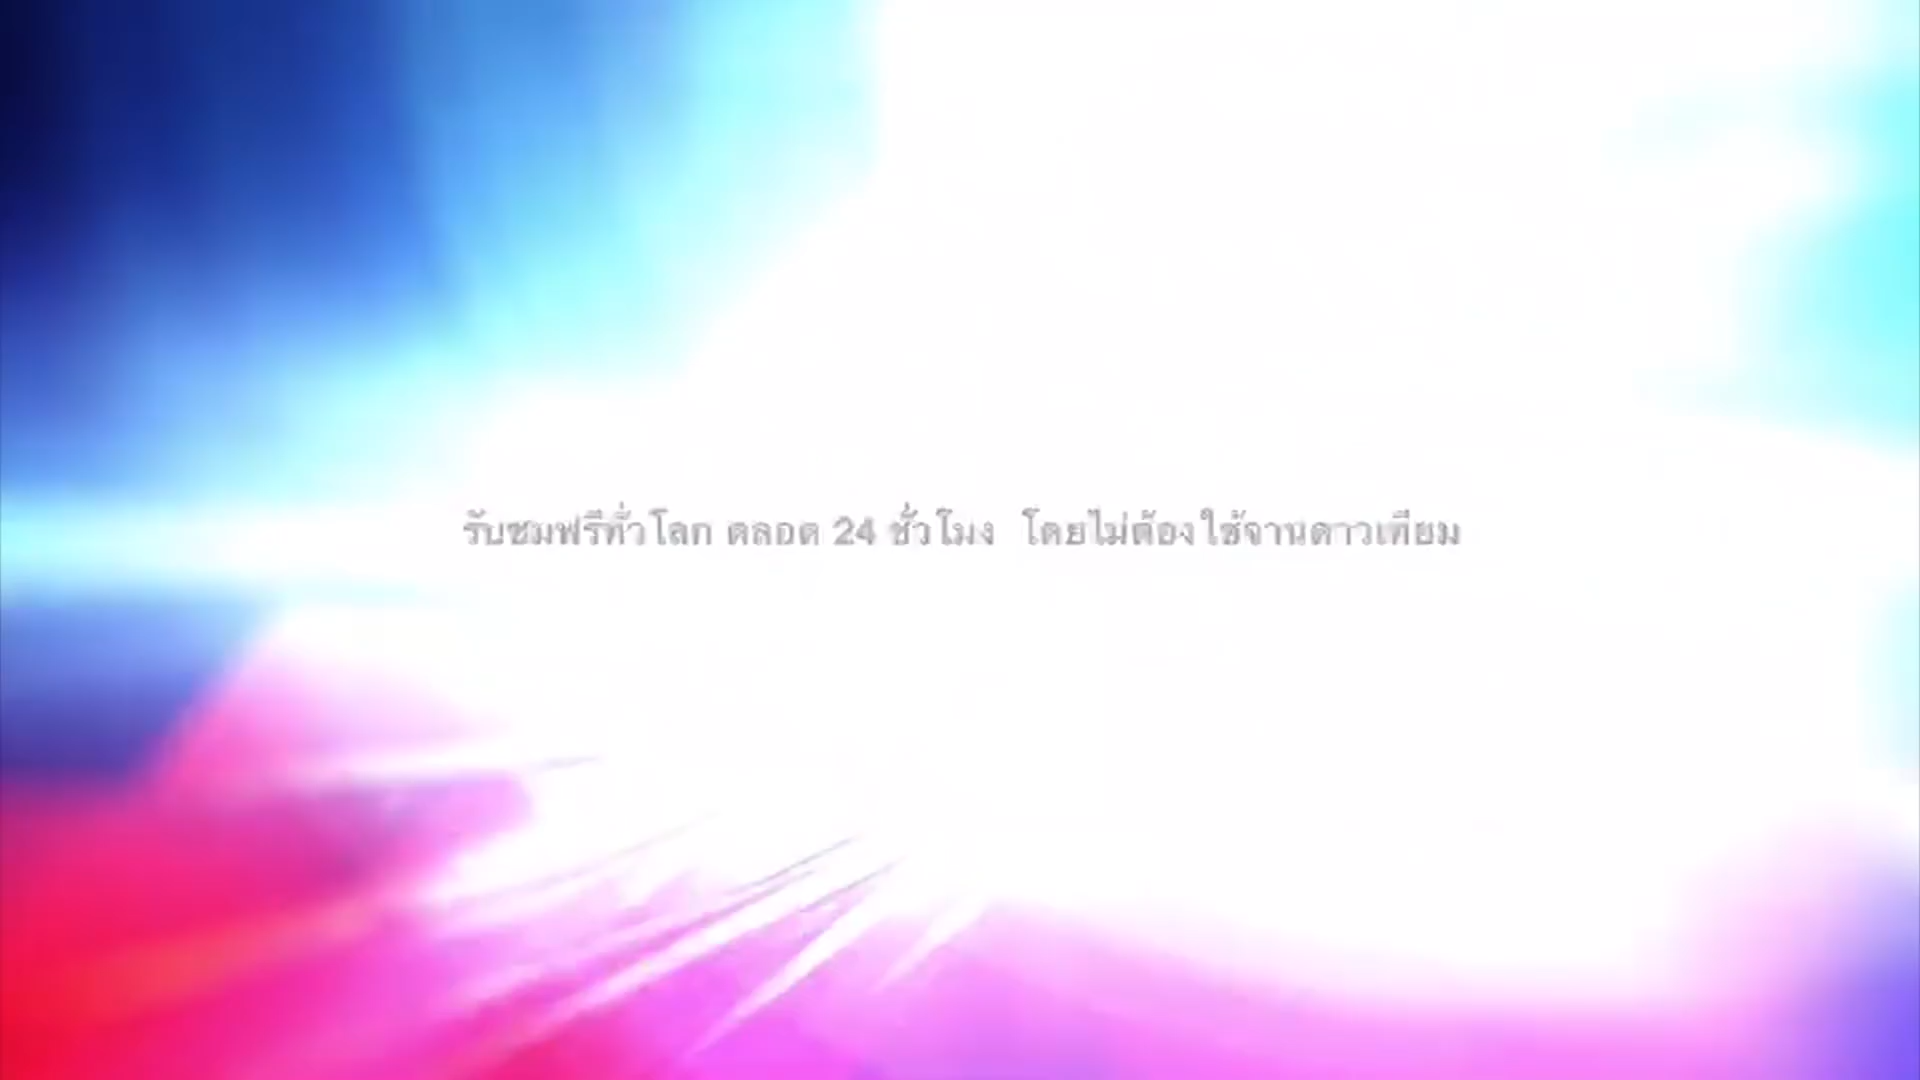 รับชมฟรีทั่วโลก ตลอด 24 ชั่วโมง โดยไม่ต้องใช้จานดาวเทียม